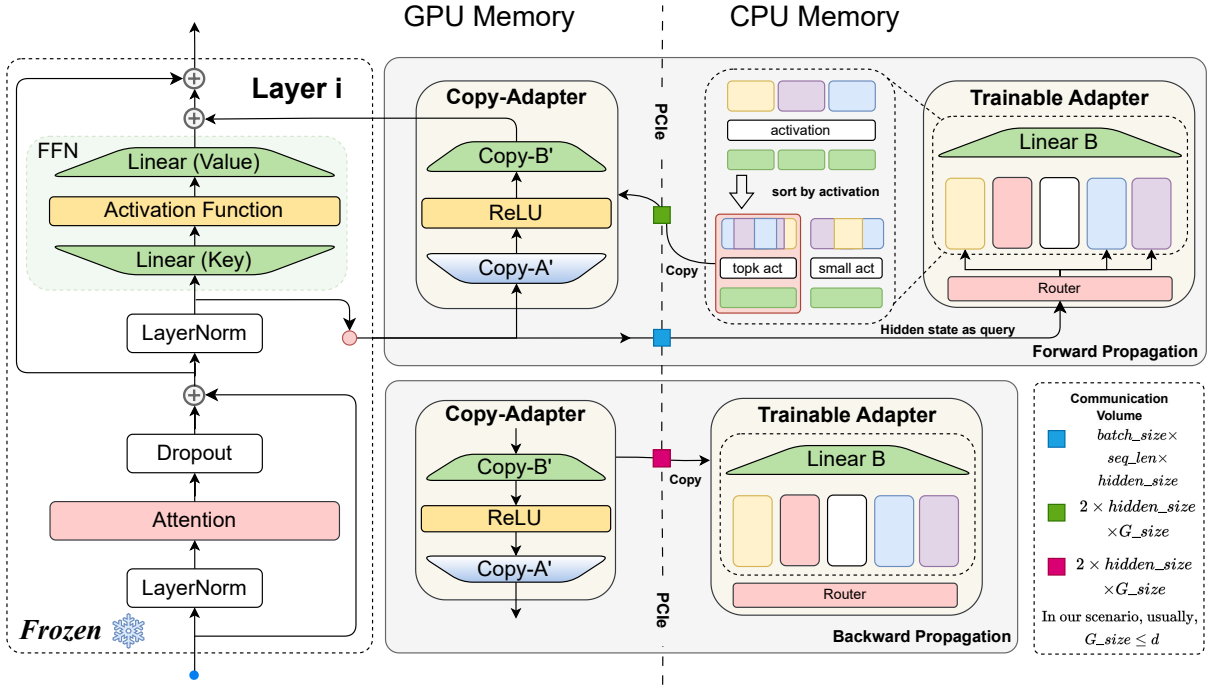 GPU Memory
CPU Memory
Layer i
FFN
Linear (Value)
Activation Function
Linear (Key)
LayerNorm
Dropout
Attention
LayerNorm
Frozen
Copy-Adapter
Copy-B'
ReLU
Copy-A'
PCIe
Copy
activation
sort by activation
topk act
small act
Trainable Adapter
Linear B
Router
Hidden state as query
Forward Propagation
Copy-Adapter
Copy-B'
ReLU
Copy-A'
PCIe
Copy
Trainable Adapter
Linear B
Router
Backward Propagation
Communication
Volume
batch_size×
seq_len×
hidden_size
2 × hidden_size
×G_size
2 × hidden_size
×G_size
In our scenario, usually,
G_size ≤ d